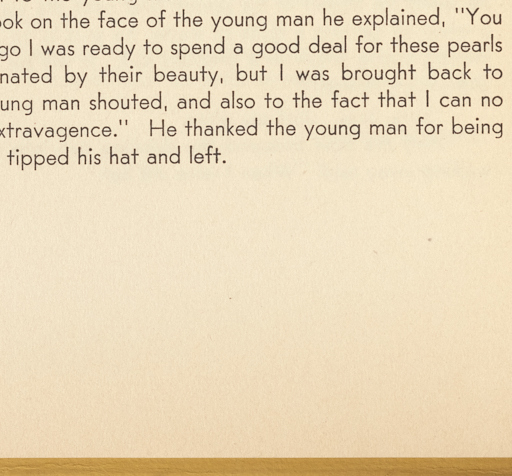 ok on the face of the young man he explained, "You
go I was ready to spend a good deal for these pearls
nated by their beauty, but I was brought back to
ung man shouted, and also to the fact that I can no
xtravagence." He thanked the young man for being
tipped his hat and left.